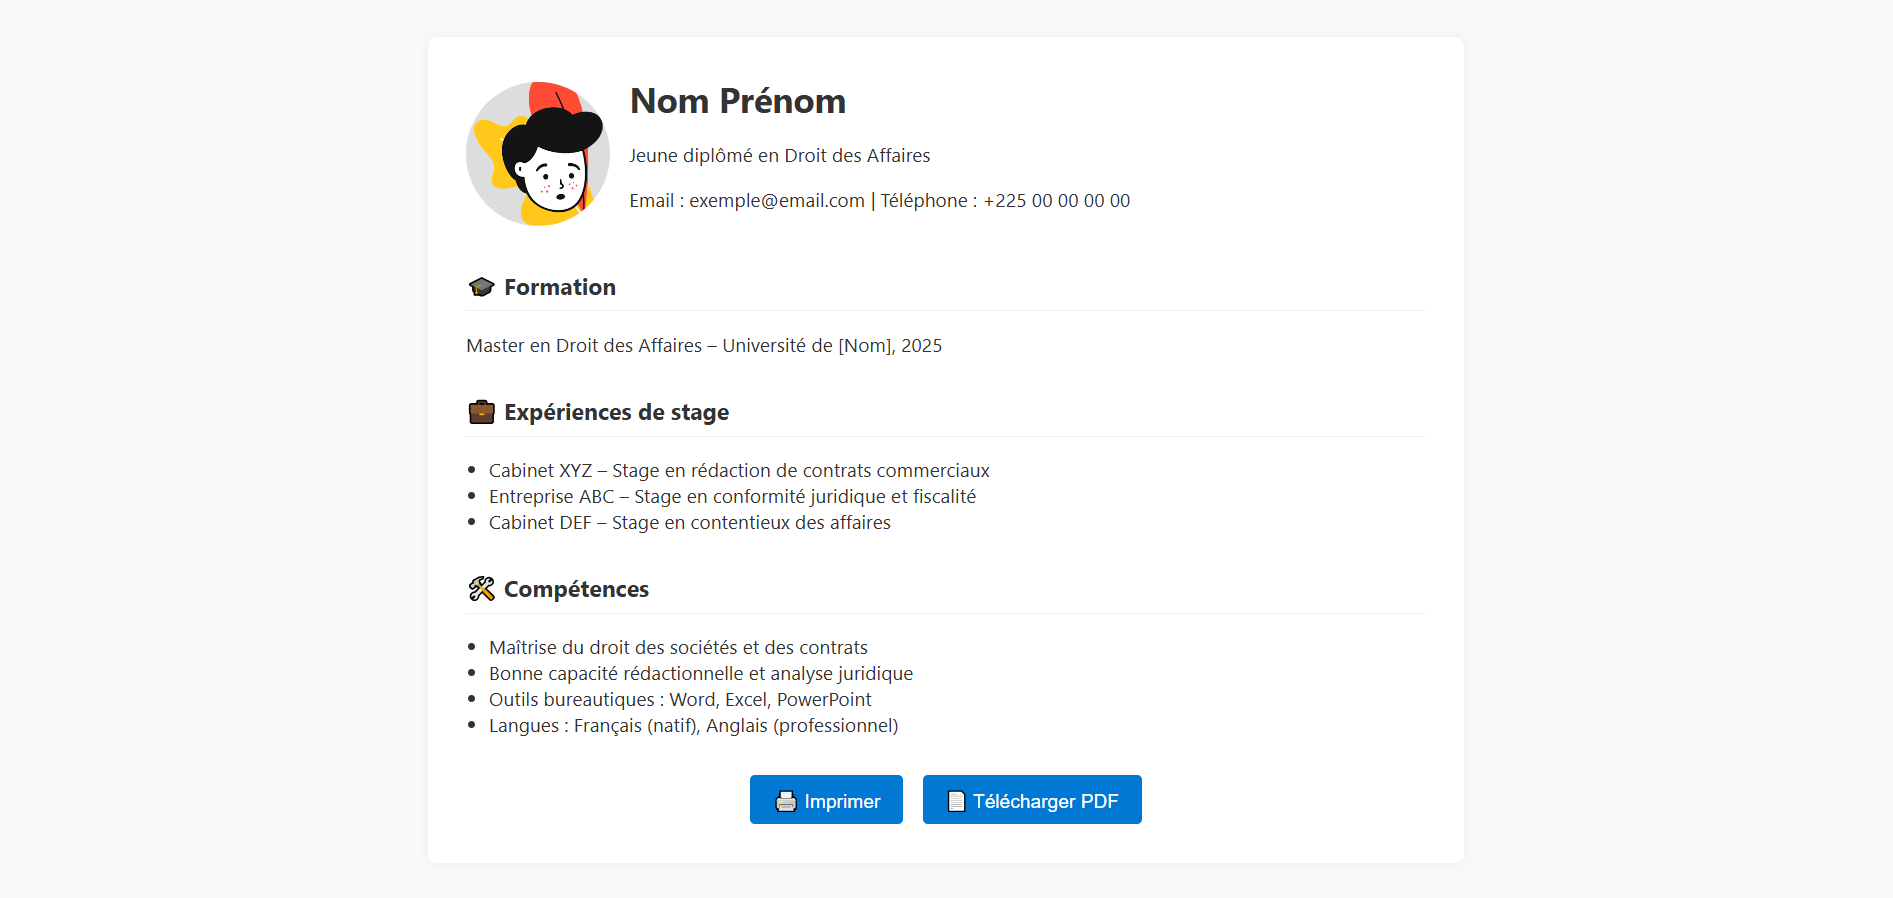 Nom Prénom
Jeune diplômé en Droit des Affaires
Email : exemple@email.com | Téléphone : +225 00 00 00 00
🎓 Formation
Master en Droit des Affaires – Université de [Nom], 2025
💼 Expériences de stage
• Cabinet XYZ – Stage en rédaction de contrats commerciaux
• Entreprise ABC – Stage en conformité juridique et fiscalité
• Cabinet DEF – Stage en contentieux des affaires
🛠 Compétences
• Maîtrise du droit des sociétés et des contrats
• Bonne capacité rédactionnelle et analyse juridique
• Outils bureautiques : Word, Excel, PowerPoint
• Langues : Français (natif), Anglais (professionnel)
🖨 Imprimer
📄 Télécharger PDF